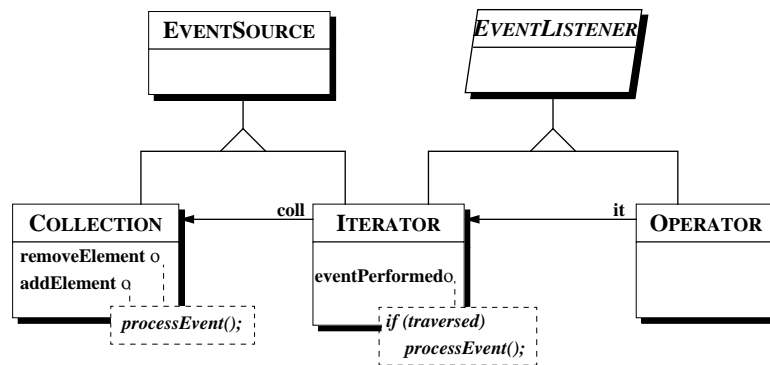 EVENTSOURCE
EVENTLISTENER
coll
it
COLLECTION
removeElement
addElement
processEvent();
ITERATOR
eventPerformed
if (traversed)
processEvent();
OPERATOR